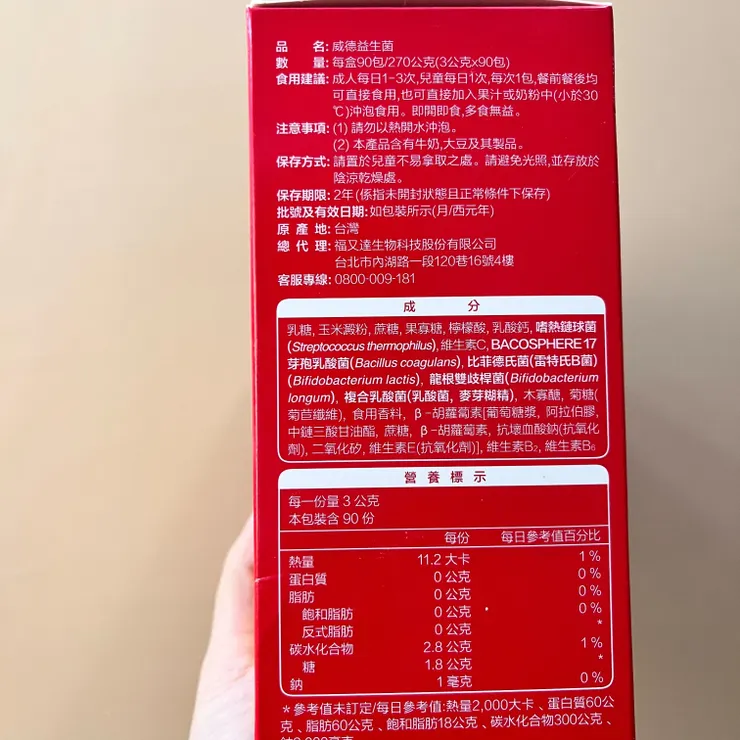 品 名: 威德益生菌
數 量: 每盒90包/270公克(3公克x90包)
食用建議: 成人每日1-3次,兒童每日1次,每次1包,餐前餐後均
可直接食用,也可直接加入果汁或奶粉中(小於30
℃)沖泡食用。即開即食,多食無益。
注意事項: (1) 請勿以熱開水沖泡。
(2) 本產品含有牛奶,大豆及其製品。
保存方式: 請置於兒童不易拿取之處。請避免光照,並存放於
陰涼乾燥處。
保存期限: 2年(係指未開封狀態且正常條件下保存)
批號及有效日期: 如包裝所示(月/西元年)
原 產 地: 台灣
總 代 理: 福又達生物科技股份有限公司
台北市內湖路一段120巷16號4樓
客服專線: 0800-009-181
成 分
乳糖, 玉米澱粉, 蔗糖, 果寡糖, 檸檬酸, 乳酸鈣, 嗜熱鏈球菌
(Streptococcus thermophilus), 維生素C, BACOSPHERE 17
芽孢乳酸菌(Bacillus coagulans), 比菲德氏菌(雷特氏B菌)
(Bifidobacterium lactis), 龍根雙歧桿菌(Bifidobacterium
longum), 複合乳酸菌(乳酸菌, 麥芽糊精), 木寡醣, 菊糖(
菊苣纖維), 食用香料, β-胡蘿蔔素[葡萄糖漿, 阿拉伯膠,
中鏈三酸甘油酯, 蔗糖, β-胡蘿蔔素, 抗壞血酸鈉(抗氧化
劑), 二氧化矽, 維生素E(抗氧化劑)], 維生素B2, 維生素B6
營 養 標 示
每一份量 3 公克
本包裝含 90 份
每份 每日參考值百分比
熱量 11.2 大卡 1 %
蛋白質 0 公克 0 %
脂肪 0 公克 0 %
飽和脂肪 0 公克 0 %
反式脂肪 0 公克 *
碳水化合物 2.8 公克 1 %
糖 1.8 公克 *
鈉 1 毫克 0 %
*參考值未訂定/每日參考值:熱量2,000大卡、蛋白質60公
克、脂肪60公克、飽和脂肪18公克、碳水化合物300公克、